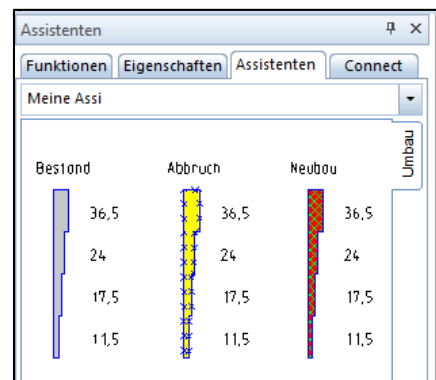 Assistenten
Funktionen Eigenschaften Assistenten Connect
Meine Assi
Umbau
Bestand Abbruch Neubau
36,5 36,5 36,5
24 24 24
17,5 17,5 17,5
11,5 11,5 11,5